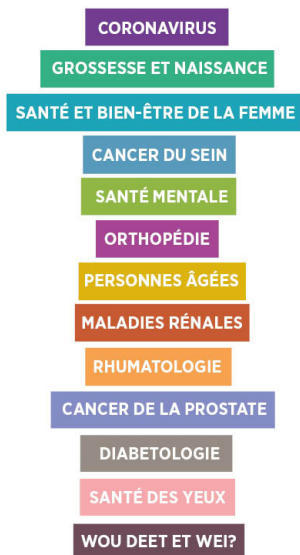 CORONAVIRUS
GROSSESSE ET NAISSANCE
SANTÉ ET BIEN-ÊTRE DE LA FEMME
CANCER DU SEIN
SANTÉ MENTALE
ORTHOPÉDIE
PERSONNES ÂGÉES
MALADIES RÉNALES
RHUMATOLOGIE
CANCER DE LA PROSTATE
DIABETOLOGIE
SANTÉ DES YEUX
WOU DEET ET WEI?